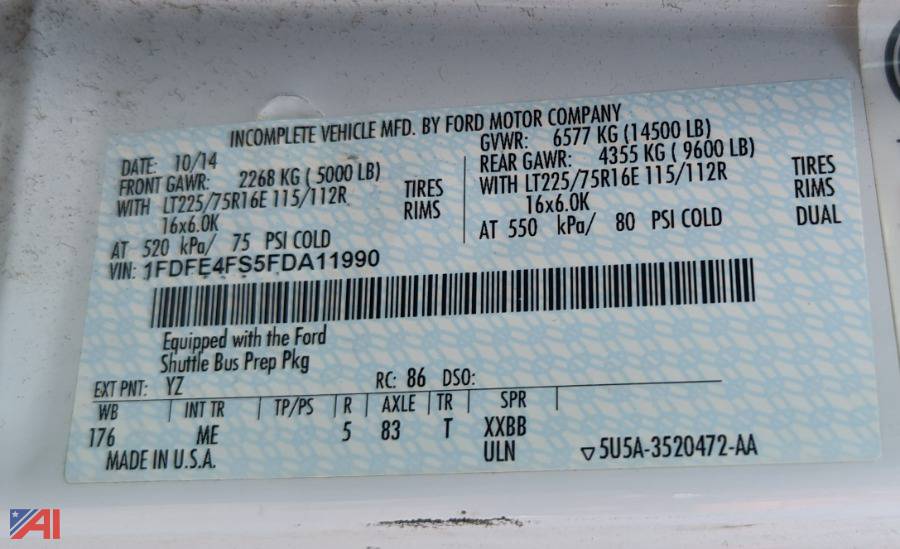 INCOMPLETE VEHICLE MFD. BY FORD MOTOR COMPANY
DATE: 10/14
GVWR: 6577 KG (14500 LB)
FRONT GAWR: 2268 KG ( 5000 LB)
REAR GAWR: 4355 KG ( 9600 LB)
WITH LT225/75R16E 115/112R TIRES
WITH LT225/75R16E 115/112R TIRES
16x6.0K RIMS
16x6.0K RIMS
AT 520 kPa/ 75 PSI COLD
AT 550 kPa/ 80 PSI COLD DUAL
VIN: 1FDFE4FS5FDA11990
Equipped with the Ford
Shuttle Bus Prep Pkg
EXT PNT: YZ RC: 86 DSO:
WB INT TR TP/PS R AXLE TR SPR
176 ME 5 83 T XXBB
MADE IN U.S.A. ULN ▽5U5A-3520472-AA
AI